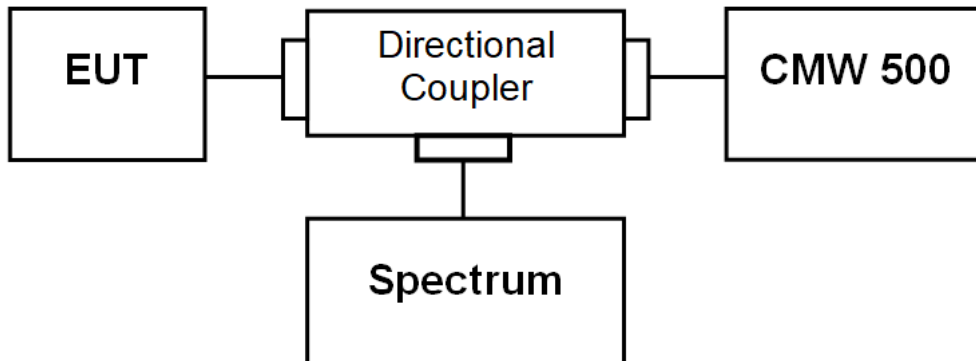 EUT
Directional
Coupler
CMW 500
Spectrum